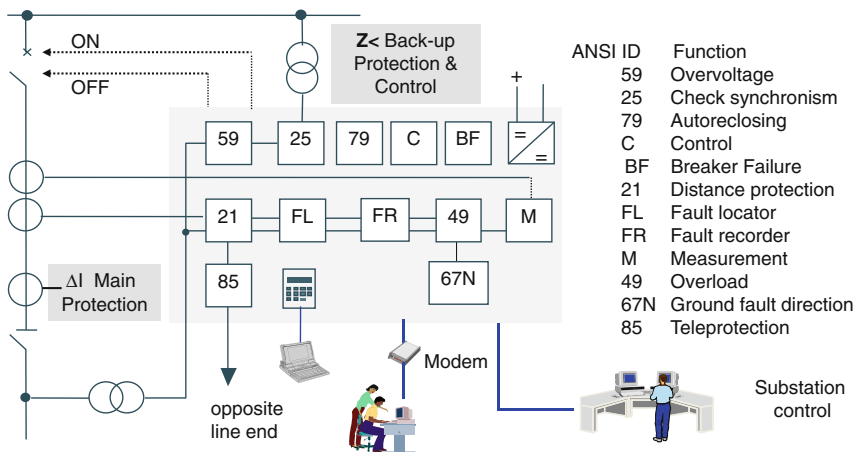 ON
OFF
Z< Back-up
Protection &
Control
+
59
25
79
C
BF
=
=
21
FL
FR
49
M
85
67N
ΔI Main
Protection
Modem
opposite
line end
Substation
control
ANSI ID Function
59 Overvoltage
25 Check synchronism
79 Autoreclosing
C Control
BF Breaker Failure
21 Distance protection
FL Fault locator
FR Fault recorder
M Measurement
49 Overload
67N Ground fault direction
85 Teleprotection